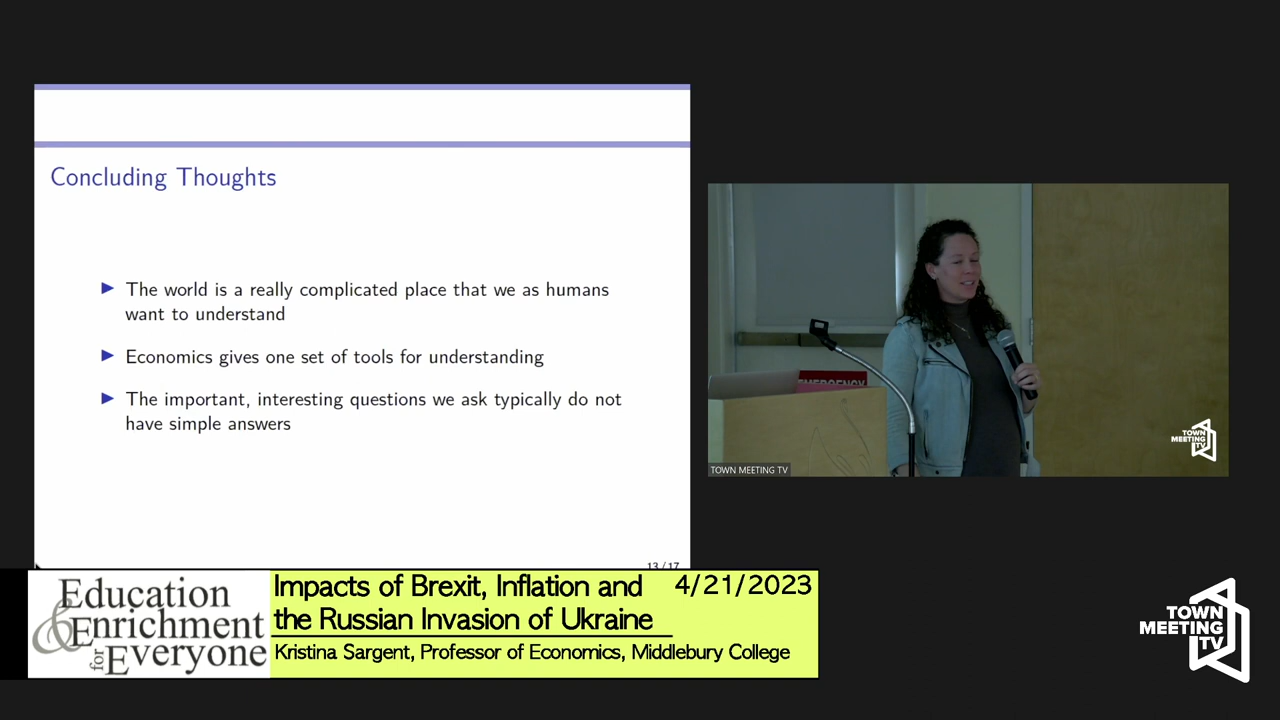 Concluding Thoughts
The world is a really complicated place that we as humans
want to understand
Economics gives one set of tools for understanding
The important, interesting questions we ask typically do not
have simple answers
13 / 17
EMERGENCY
TOWN
MEETING
TV
TOWN MEETING TV
Education
& Enrichment
for Everyone
Impacts of Brexit, Inflation and
the Russian Invasion of Ukraine
4/21/2023
Kristina Sargent, Professor of Economics, Middlebury College
TOWN
MEETING
TV